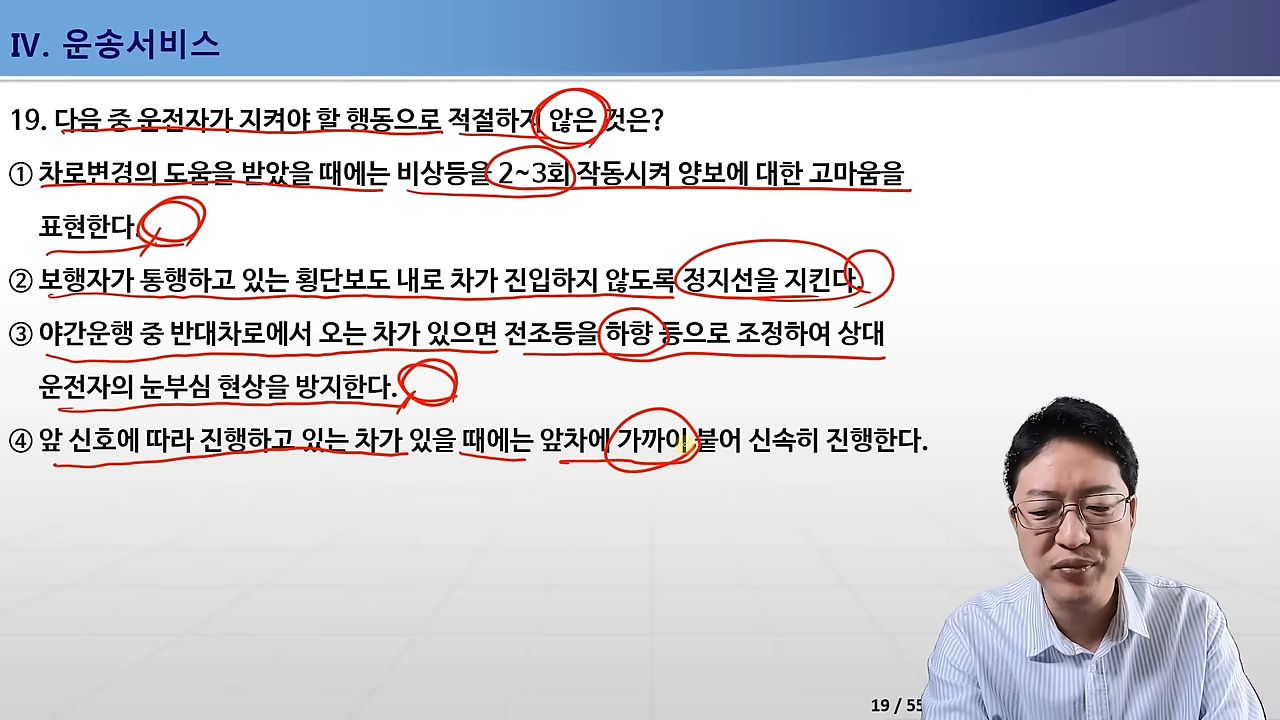 Ⅳ. 운송서비스
19. 다음 중 운전자가 지켜야 할 행동으로 적절하지 않은 것은?
① 차로변경의 도움을 받았을 때에는 비상등을 2~3회 작동시켜 양보에 대한 고마움을
표현한다.
② 보행자가 통행하고 있는 횡단보도 내로 차가 진입하지 않도록 정지선을 지킨다.
③ 야간운행 중 반대차로에서 오는 차가 있으면 전조등을 하향 등으로 조정하여 상대
운전자의 눈부심 현상을 방지한다.
④ 앞 신호에 따라 진행하고 있는 차가 있을 때에는 앞차에 가까이 붙어 신속히 진행한다.
19 / 55